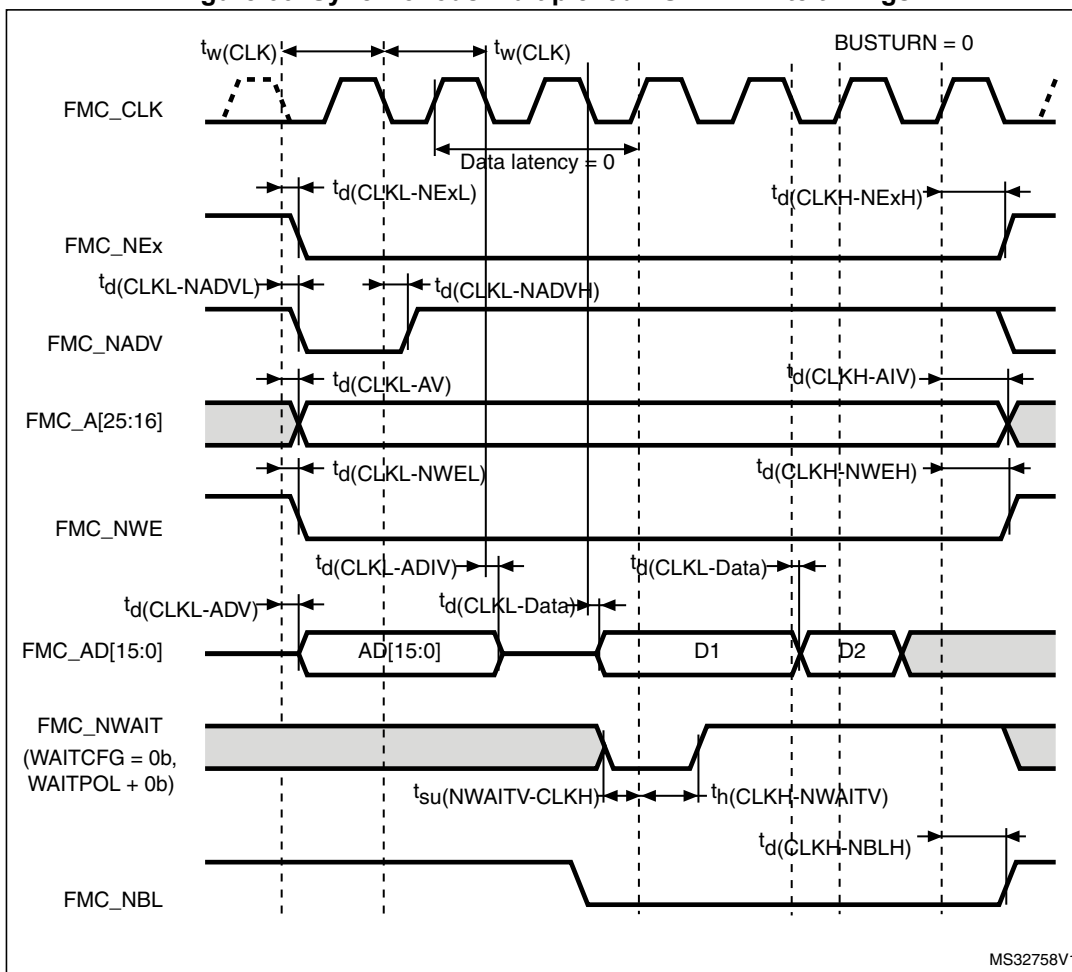 tw(CLK) tw(CLK) BUSTURN = 0
FMC_CLK
Data latency = 0
td(CLKL-NExL) td(CLKH-NExH)
FMC_NEx
td(CLKL-NADVL) td(CLKL-NADVH)
FMC_NADV
td(CLKL-AV) td(CLKH-AIV)
FMC_A[25:16]
td(CLKL-NWEL) td(CLKH-NWEH)
FMC_NWE
td(CLKL-ADIV) td(CLKL-Data)
td(CLKL-ADV) td(CLKL-Data)
FMC_AD[15:0] AD[15:0] D1 D2
FMC_NWAIT
(WAITCFG = 0b,
WAITPOL + 0b)
tsu(NWAITV-CLKH) th(CLKH-NWAITV)
td(CLKH-NBLH)
FMC_NBL
MS32758V1